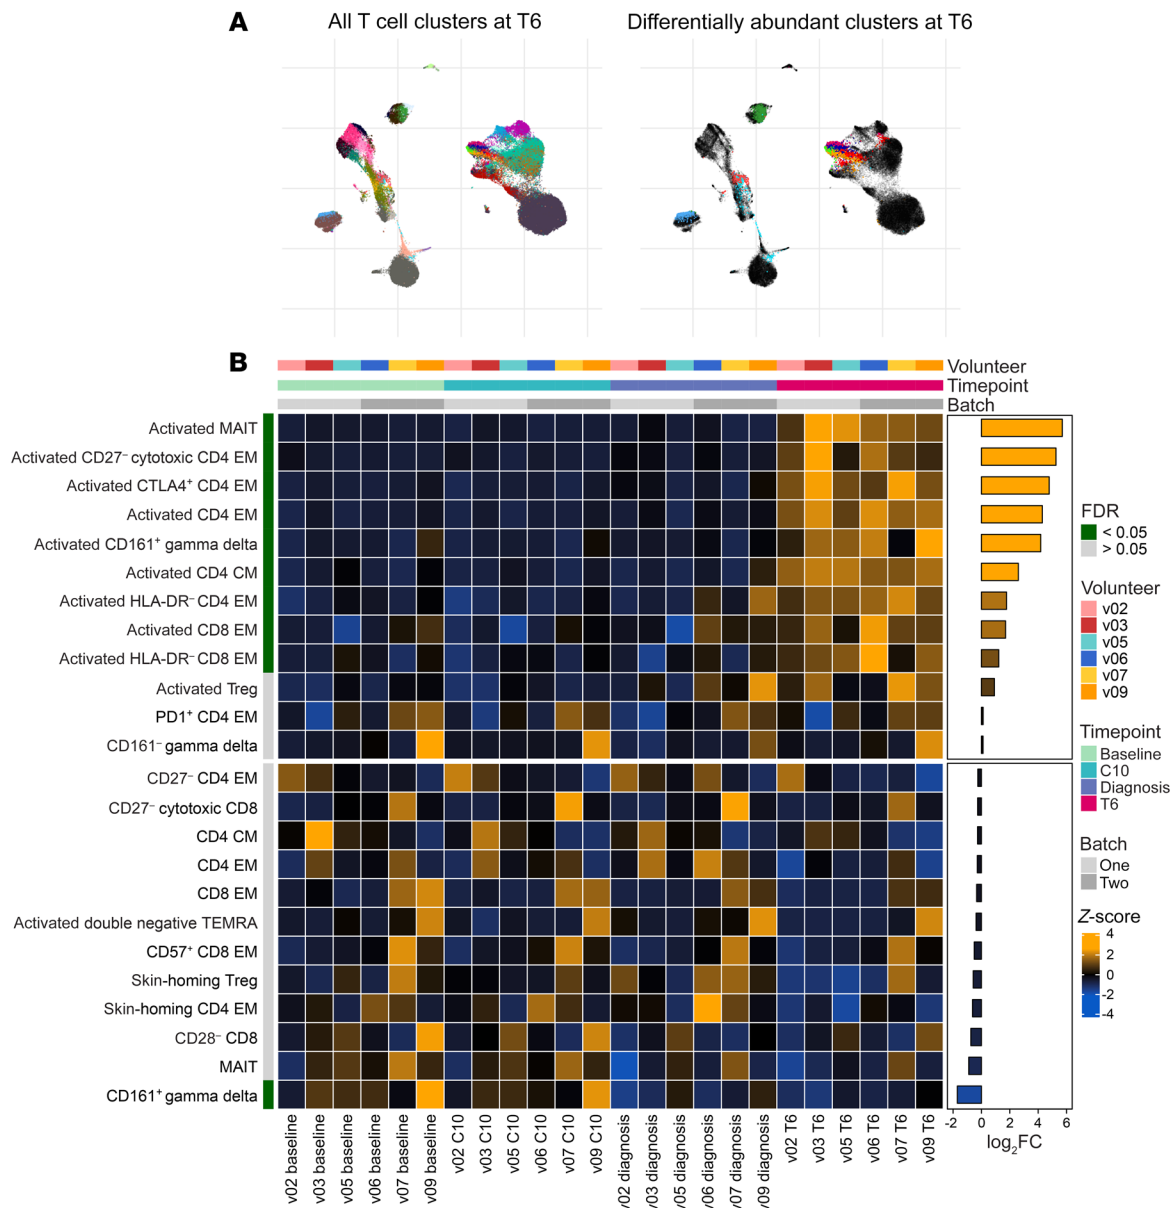 A
All T cell clusters at T6
Differentially abundant clusters at T6
B
Volunteer
Timepoint
Batch
Activated MAIT
Activated CD27⁻ cytotoxic CD4 EM
Activated CTLA4⁺ CD4 EM
Activated CD4 EM
Activated CD161⁺ gamma delta
Activated CD4 CM
Activated HLA-DR⁻ CD4 EM
Activated CD8 EM
Activated HLA-DR⁻ CD8 EM
Activated Treg
PD1⁺ CD4 EM
CD161⁻ gamma delta
CD27⁻ CD4 EM
CD27⁻ cytotoxic CD8
CD4 CM
CD4 EM
CD8 EM
Activated double negative TEMRA
CD57⁺ CD8 EM
Skin-homing Treg
Skin-homing CD4 EM
CD28⁻ CD8
MAIT
CD161⁺ gamma delta
v02 baseline
v03 baseline
v05 baseline
v06 baseline
v07 baseline
v09 baseline
v02 C10
v03 C10
v05 C10
v06 C10
v07 C10
v09 C10
v02 diagnosis
v03 diagnosis
v05 diagnosis
v06 diagnosis
v07 diagnosis
v09 diagnosis
v02 T6
v03 T6
v05 T6
v06 T6
v07 T6
v09 T6
-2 0 2 4 6
log₂FC
FDR
< 0.05
> 0.05
Volunteer
v02
v03
v05
v06
v07
v09
Timepoint
Baseline
C10
Diagnosis
T6
Batch
One
Two
Z-score
4
2
0
-2
-4